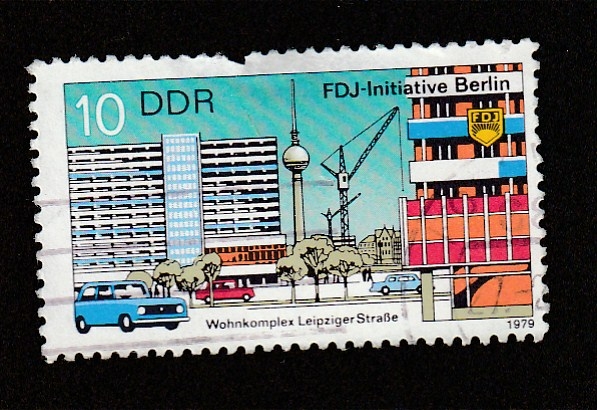 10 DDR
FDJ-Initiative Berlin
FDJ
Wohnkomplex Leipziger Straße
1979